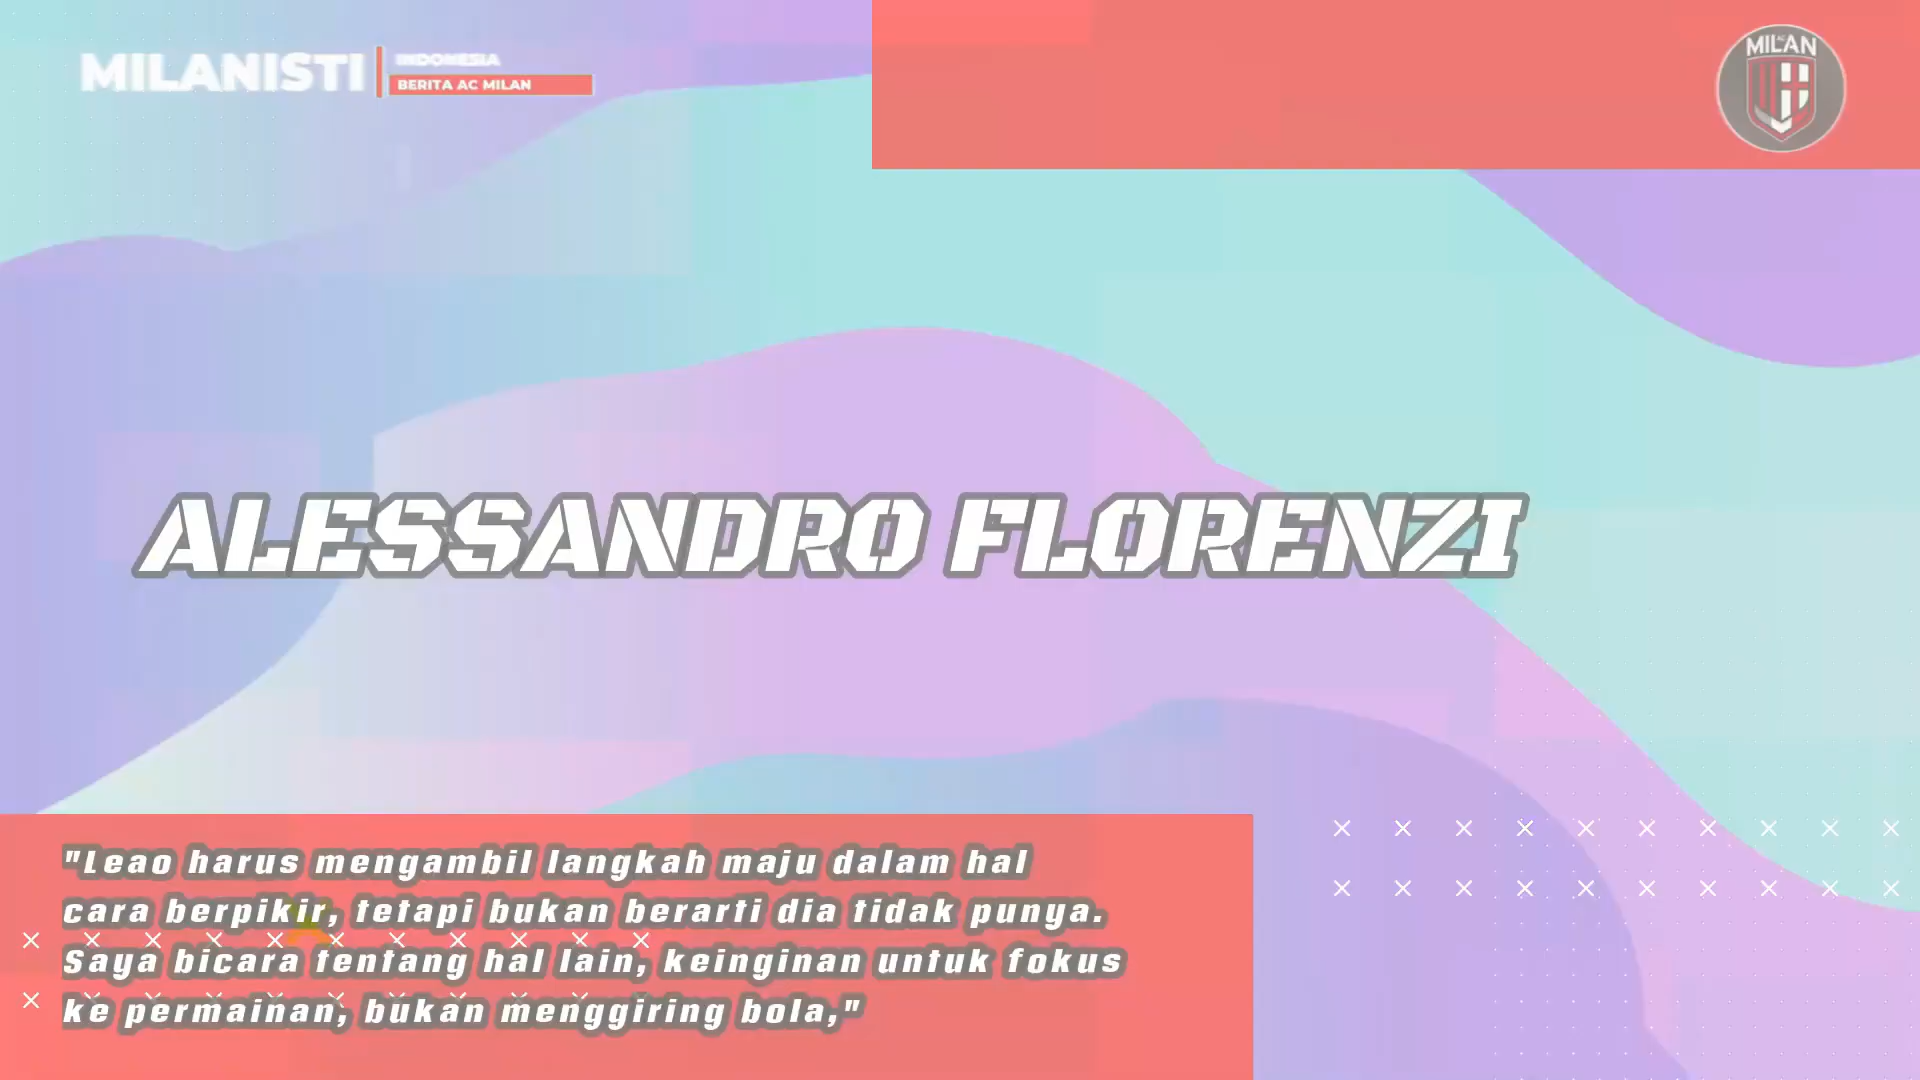 MILANISTI
INDONESIA
BERITA AC MILAN
AC
MILAN
ALESSANDRO FLORENZI
"Leao harus mengambil langkah maju dalam hal
cara berpikir, tetapi bukan berarti dia tidak punya.
Saya bicara tentang hal lain, keinginan untuk fokus
ke permainan, bukan menggiring bola,"